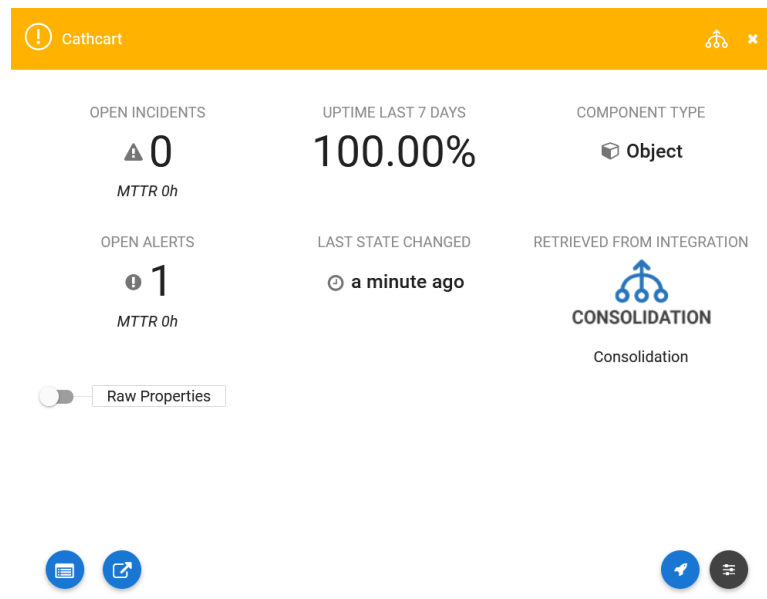 Cathcart
OPEN INCIDENTS
0
MTTR 0h
UPTIME LAST 7 DAYS
100.00%
COMPONENT TYPE
Object
OPEN ALERTS
1
MTTR 0h
LAST STATE CHANGED
a minute ago
RETRIEVED FROM INTEGRATION
CONSOLIDATION
Consolidation
Raw Properties